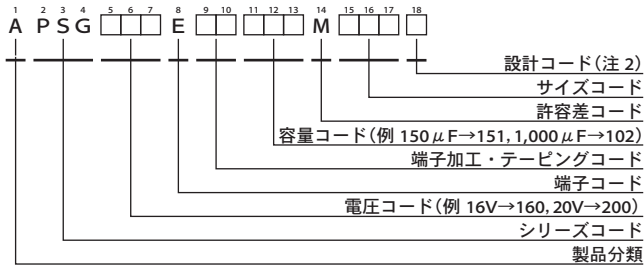 1 2 3 4 5 6 7 8 9 10 11 12 13 14 15 16 17 18
A P S G □□□ E □□ □□□ M □□□ □
設計コード(注 2)
サイズコード
許容差コード
容量コード(例 150μF→151, 1,000μF→102)
端子加工・テーピングコード
端子コード
電圧コード(例 16V→160, 20V→200)
シリーズコード
製品分類